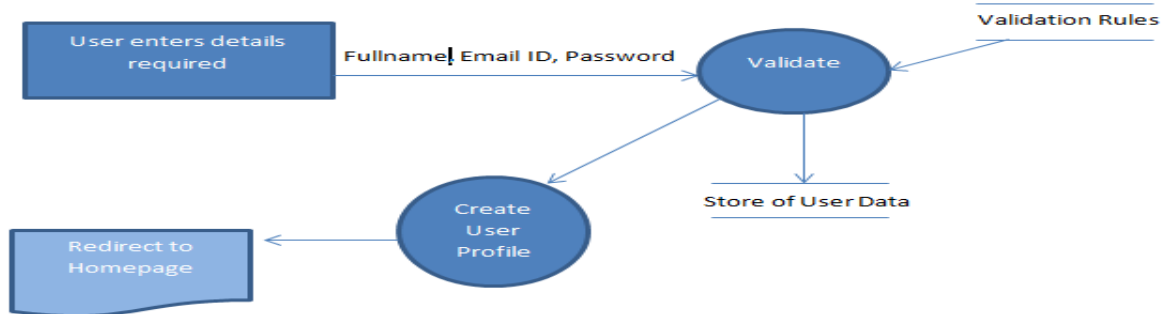 User enters details
required
Fullname, Email ID, Password
Validate
Validation Rules
Store of User Data
Create
User
Profile
Redirect to
Homepage